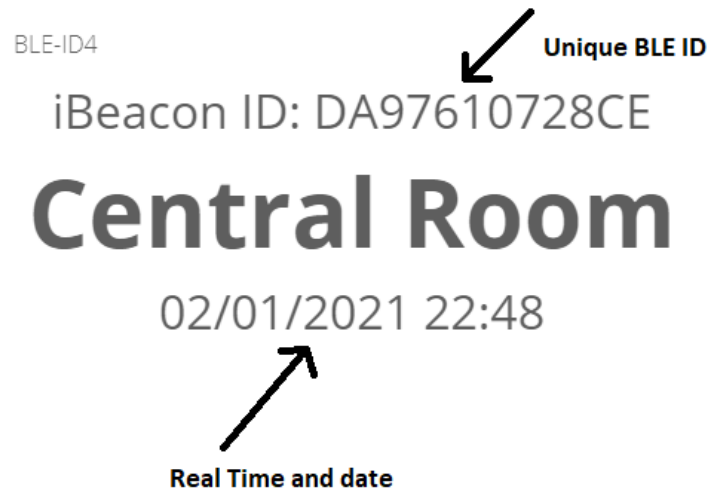 BLE-ID4
Unique BLE ID
iBeacon ID: DA97610728CE
Central Room
02/01/2021 22:48
Real Time and date